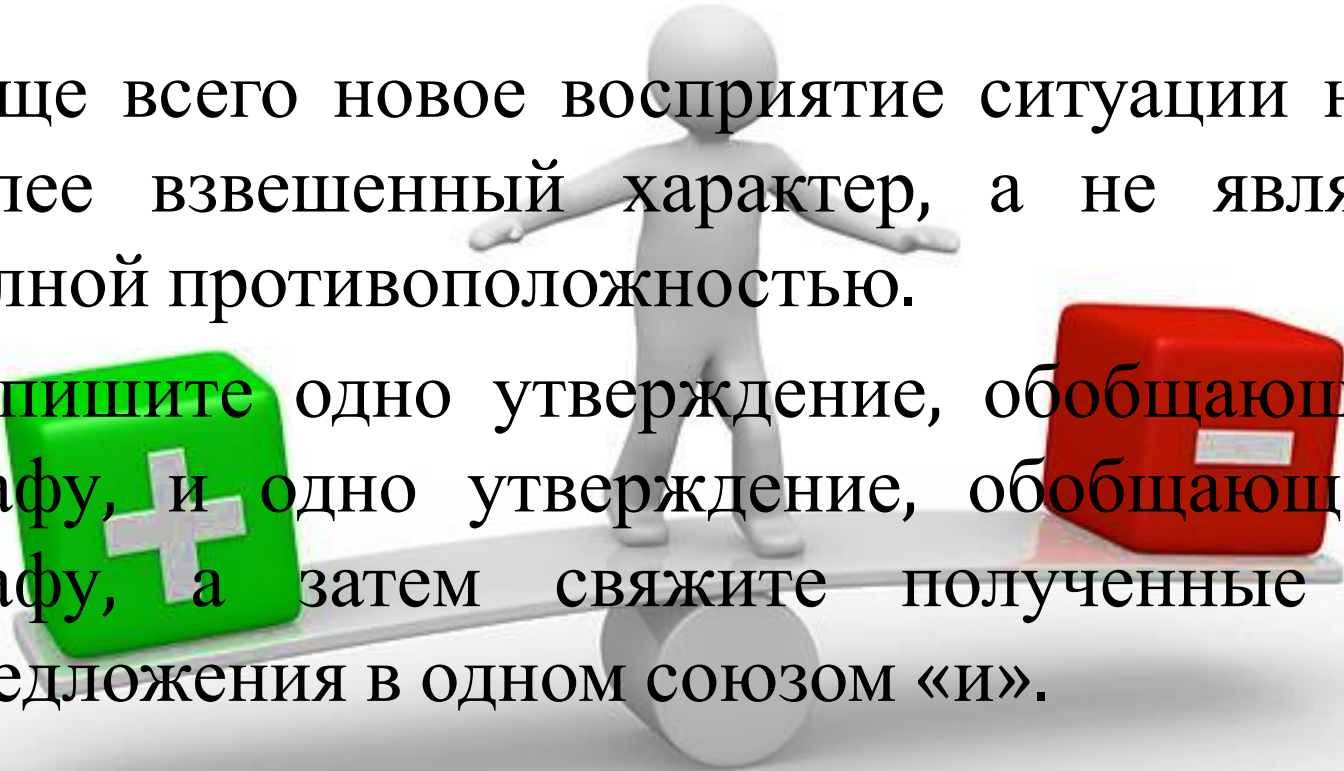 ще всего новое восприятие ситуации н
лее взвешенный характер, а не явля
лной противоположностью.
пишите одно утверждение, обобщающ
афу, и одно утверждение, обобщающ
афу, а затем свяжите полученные
едложения в одном союзом «и».